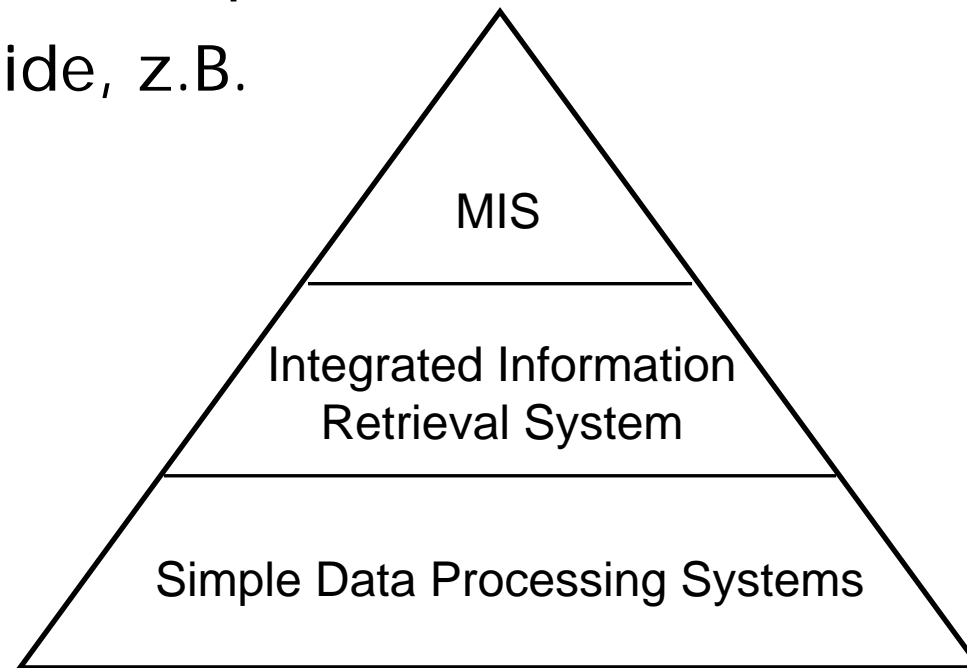 ide, z.B.
MIS
Integrated Information
Retrieval System
Simple Data Processing Systems